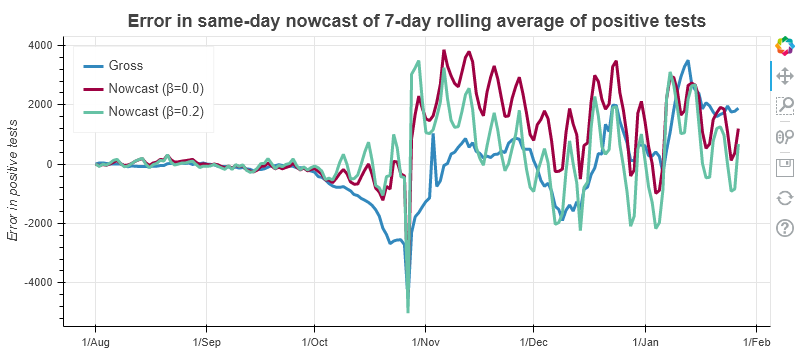 Error in same-day nowcast of 7-day rolling average of positive tests
Error in positive tests
4000
2000
0
-2000
-4000
Gross
Nowcast (β=0.0)
Nowcast (β=0.2)
1/Aug
1/Sep
1/Oct
1/Nov
1/Dec
1/Jan
1/Feb